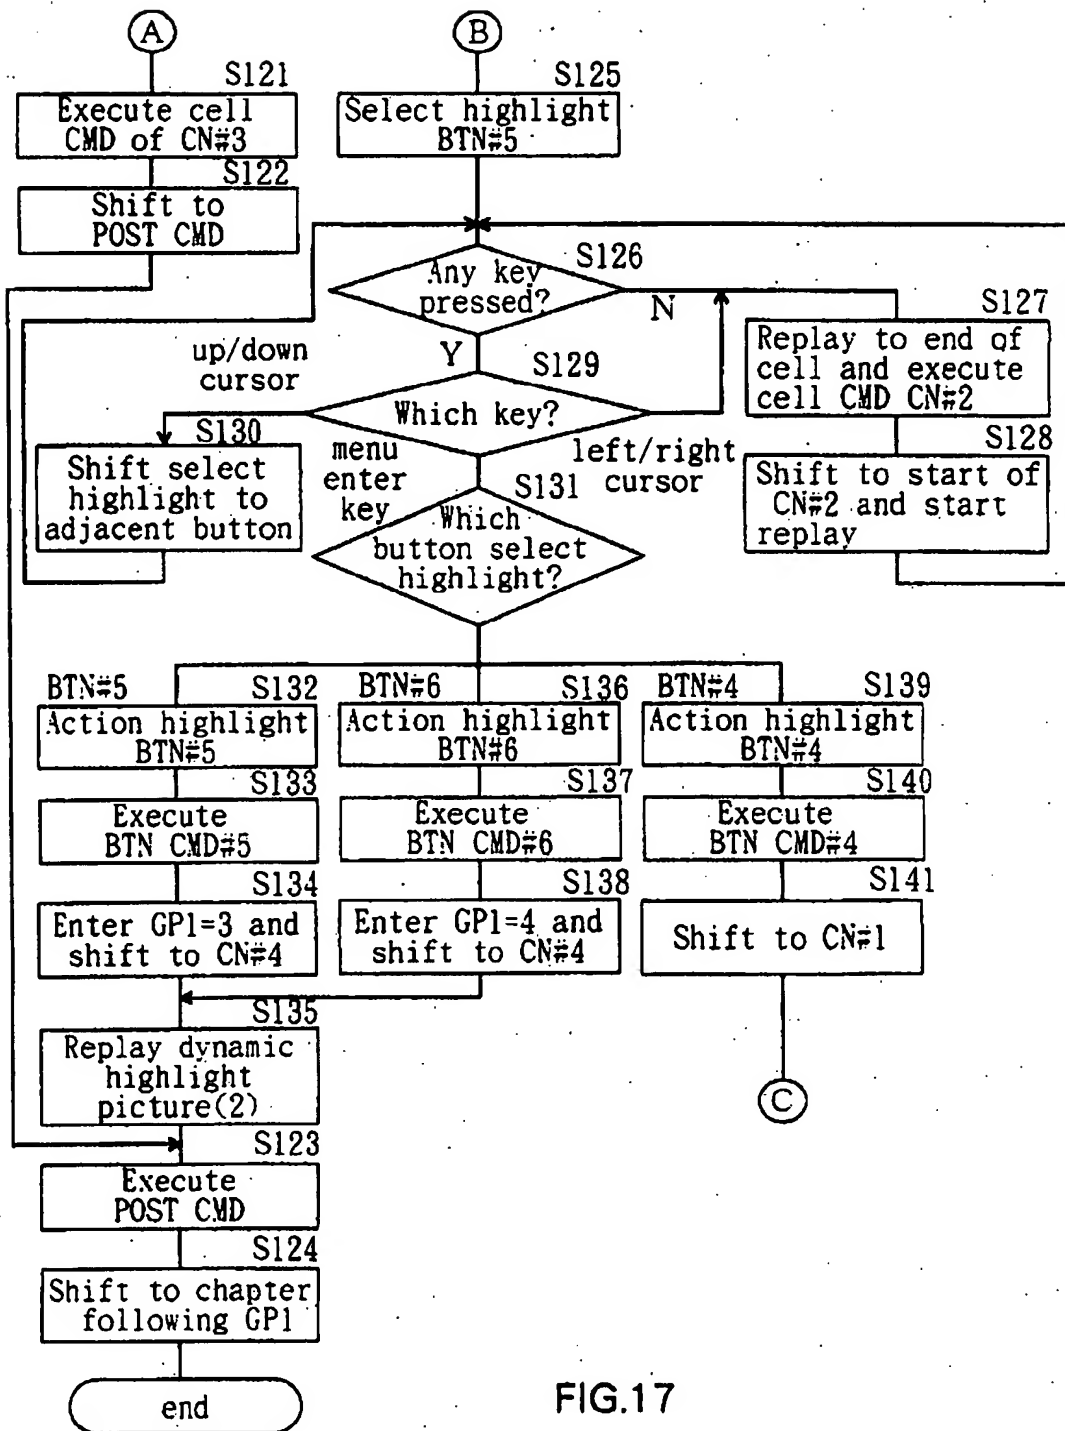 A
B
S121
Execute cell
CMD of CN#3
S122
Shift to
POST CMD
S125
Select highlight
BTN#5
S126
Any key
pressed?
N
Y
S127
Replay to end of
cell and execute
cell CMD CN#2
S128
Shift to start of
CN#2 and start
replay
up/down
cursor
S129
Which key?
left/right
cursor
menu
enter
key
S130
Shift select
highlight to
adjacent button
S131
Which
button select
highlight?
BTN#5
S132
Action highlight
BTN#5
S133
Execute
BTN CMD#5
S134
Enter GP1=3 and
shift to CN#4
BTN#6
S136
Action highlight
BTN#6
S137
Execute
BTN CMD#6
S138
Enter GP1=4 and
shift to CN#4
BTN#4
S139
Action highlight
BTN#4
S140
Execute
BTN CMD#4
S141
Shift to CN#1
C
S135
Replay dynamic
highlight
picture(2)
S123
Execute
POST CMD
S124
Shift to chapter
following GP1
end
FIG.17